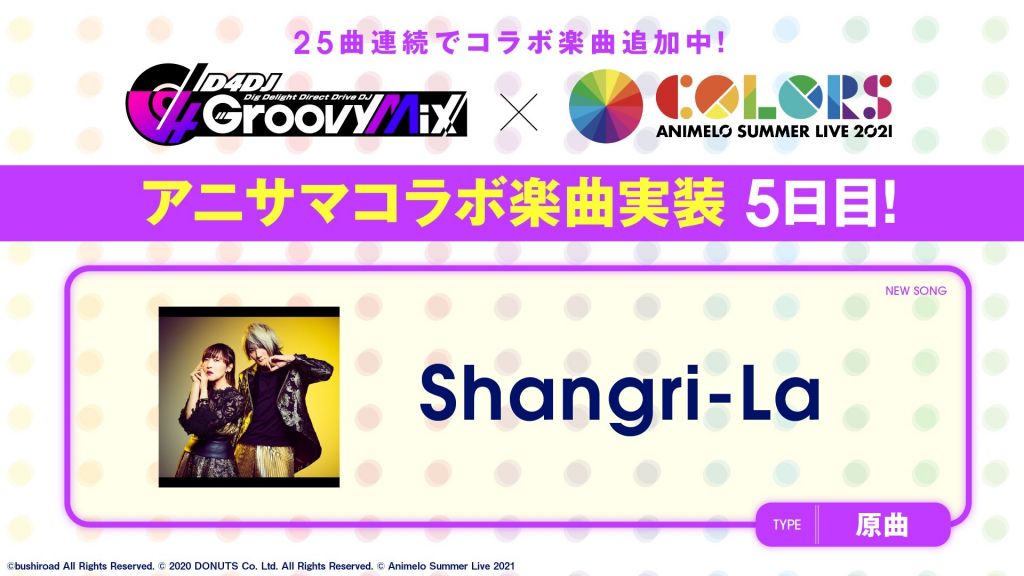 25曲連続でコラボ楽曲追加中!
D4DJ
Dig Delight Direct Drive DJ
GroovyMix
×
COLORS
ANIMELO SUMMER LIVE 2021
アニサマコラボ楽曲実装 5日目!
NEW SONG
Shangri-La
TYPE 原曲
©bushiroad All Rights Reserved. © 2020 DONUTS Co. Ltd. All Rights Reserved. © Animelo Summer Live 2021